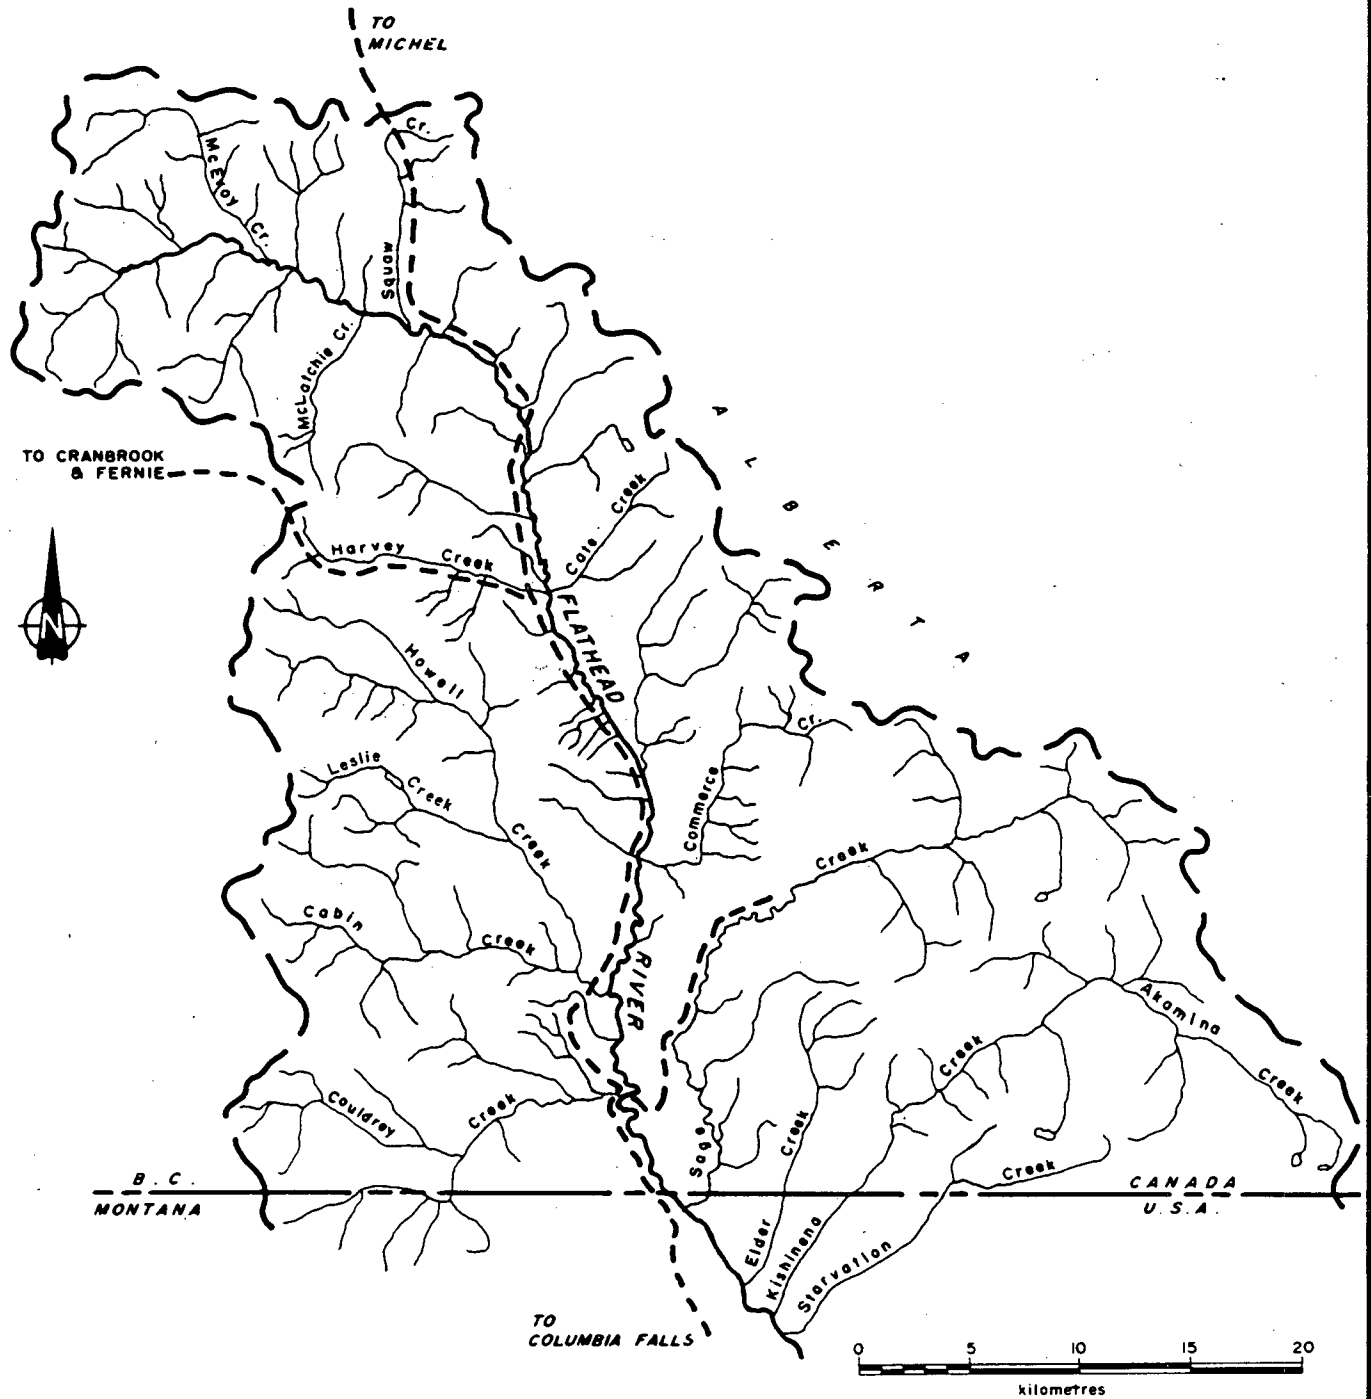 TO
MICHEL
Cr.
McEvoy
Cr.
Squaw
McLatchie Cr.
ALBERTA
TO CRANBROOK
& FERNIE
Harvey Creek
Cate Creek
N
FLATHEAD
Howell
Cr.
Leslie
Creek
Commerce
Creek
Creek
Cabin
Creek
RIVER
Akamina
Creek
Creek
Couldrey
Creek
Creek
Sage
Creek
B.C.
MONTANA
CANADA
U.S.A.
Elder
Kishinena
Starvation
TO
COLUMBIA FALLS
0 5 10 15 20
kilometres